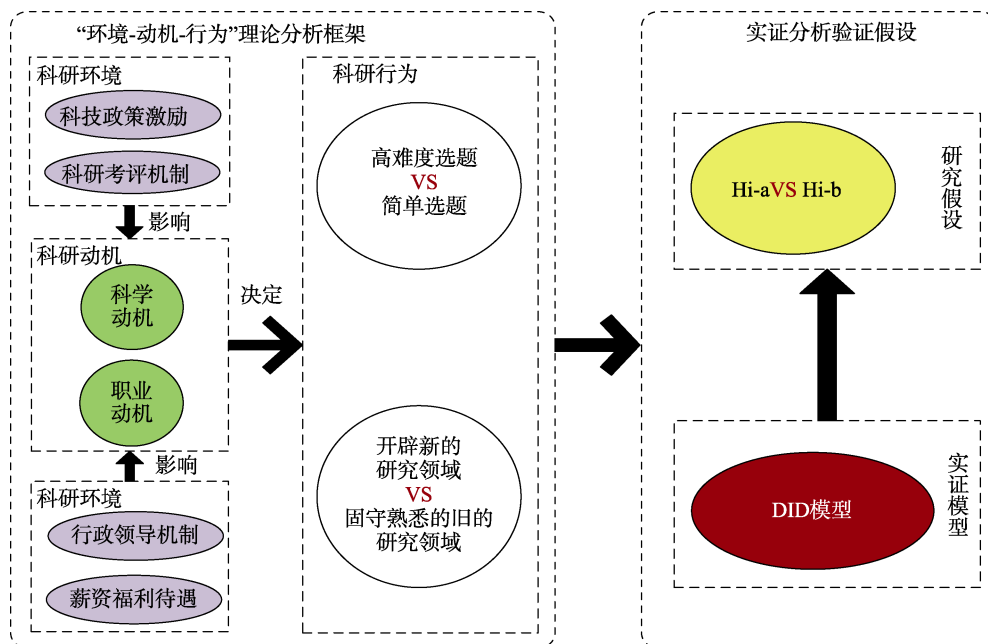 “环境-动机-行为”理论分析框架
科研环境
科技政策激励
科研考评机制
影响
科研动机
科学
动机
职业
动机
影响
科研环境
行政领导机制
薪资福利待遇
决定
科研行为
高难度选题
VS
简单选题
开辟新的
研究领域
VS
固守熟悉的旧的
研究领域
实证分析验证假设
Hi-aVS Hi-b
研究假设
DID模型
实证模型